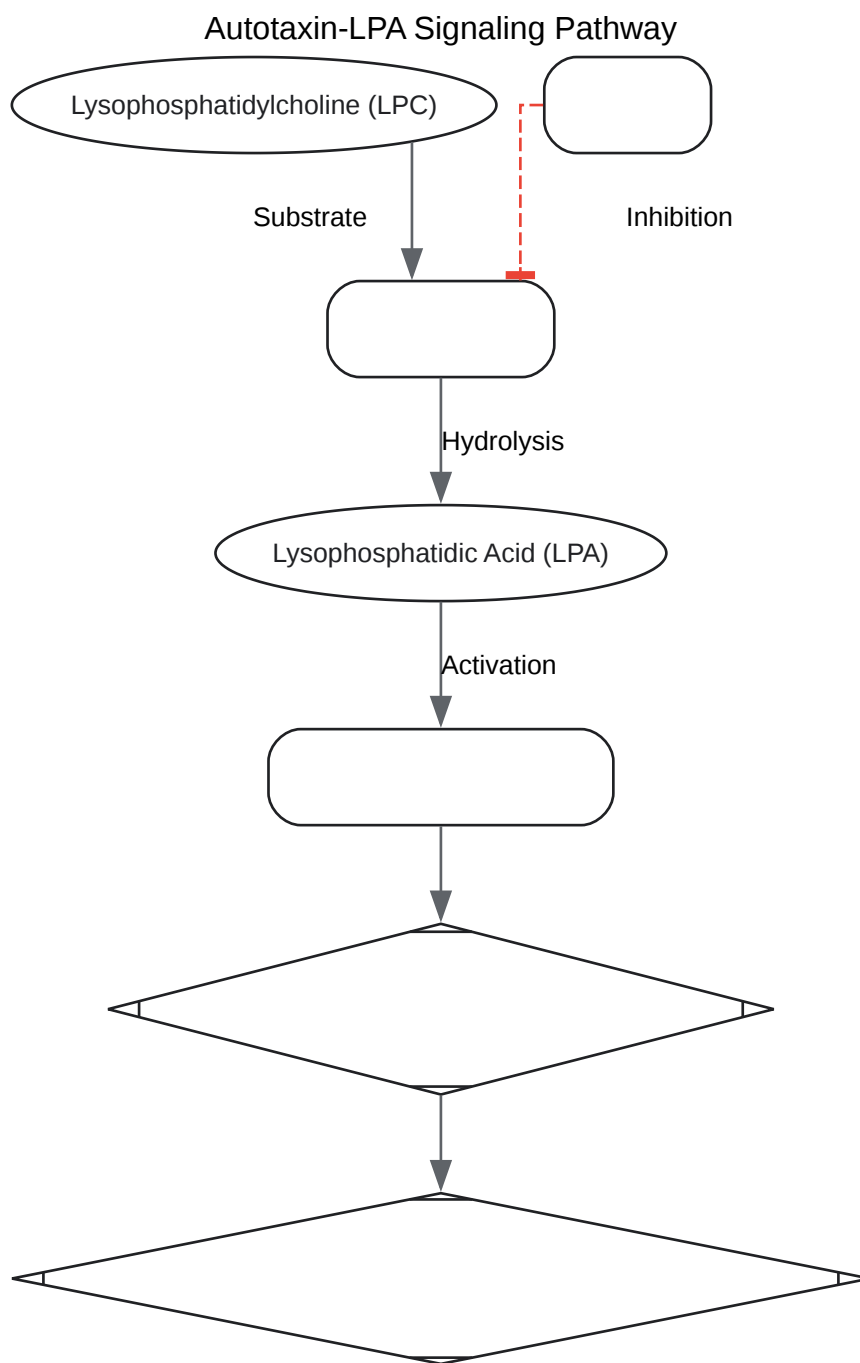 Autotaxin-LPA Signaling Pathway
Lysophosphatidylcholine (LPC)
Substrate
Inhibition
Hydrolysis
Lysophosphatidic Acid (LPA)
Activation